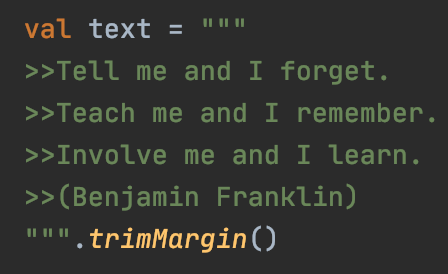 val text = """
>>Tell me and I forget.
>>Teach me and I remember.
>>Involve me and I learn.
>>(Benjamin Franklin)
""".trimMargin()